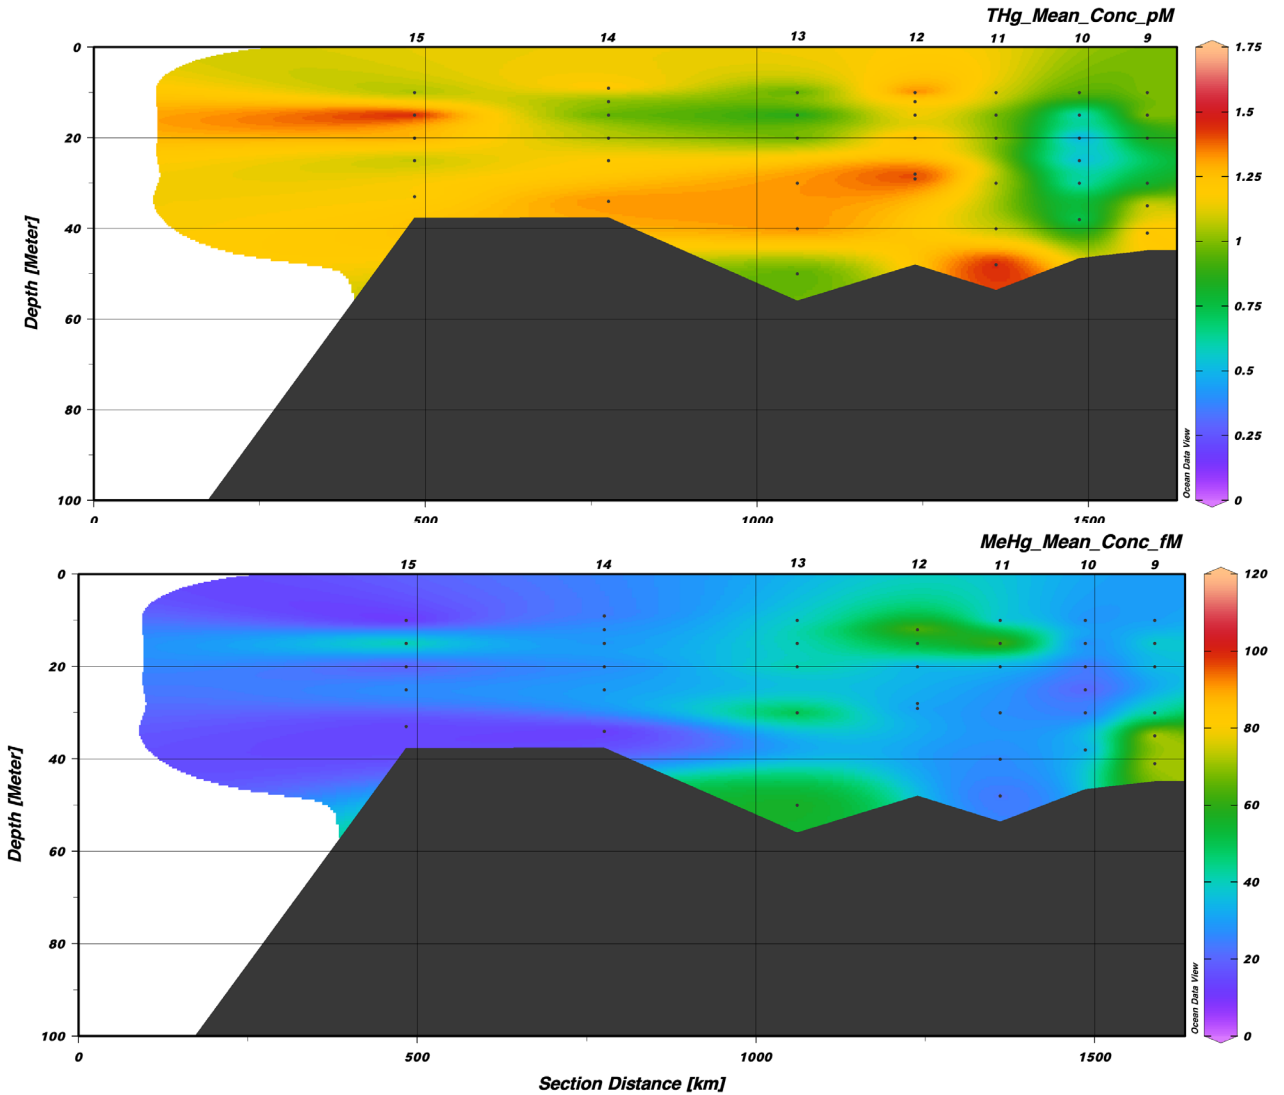 THg_Mean_Conc_pM
15 14 13 12 11 10 9
0
20
40
60
80
100
Depth [Meter]
0 500 1000 1500
1.75
1.5
1.25
1
0.75
0.5
0.25
0
Ocean Data View
MeHg_Mean_Conc_fM
15 14 13 12 11 10 9
0
20
40
60
80
100
Depth [Meter]
0 500 1000 1500
Section Distance [km]
120
100
80
60
40
20
0
Ocean Data View